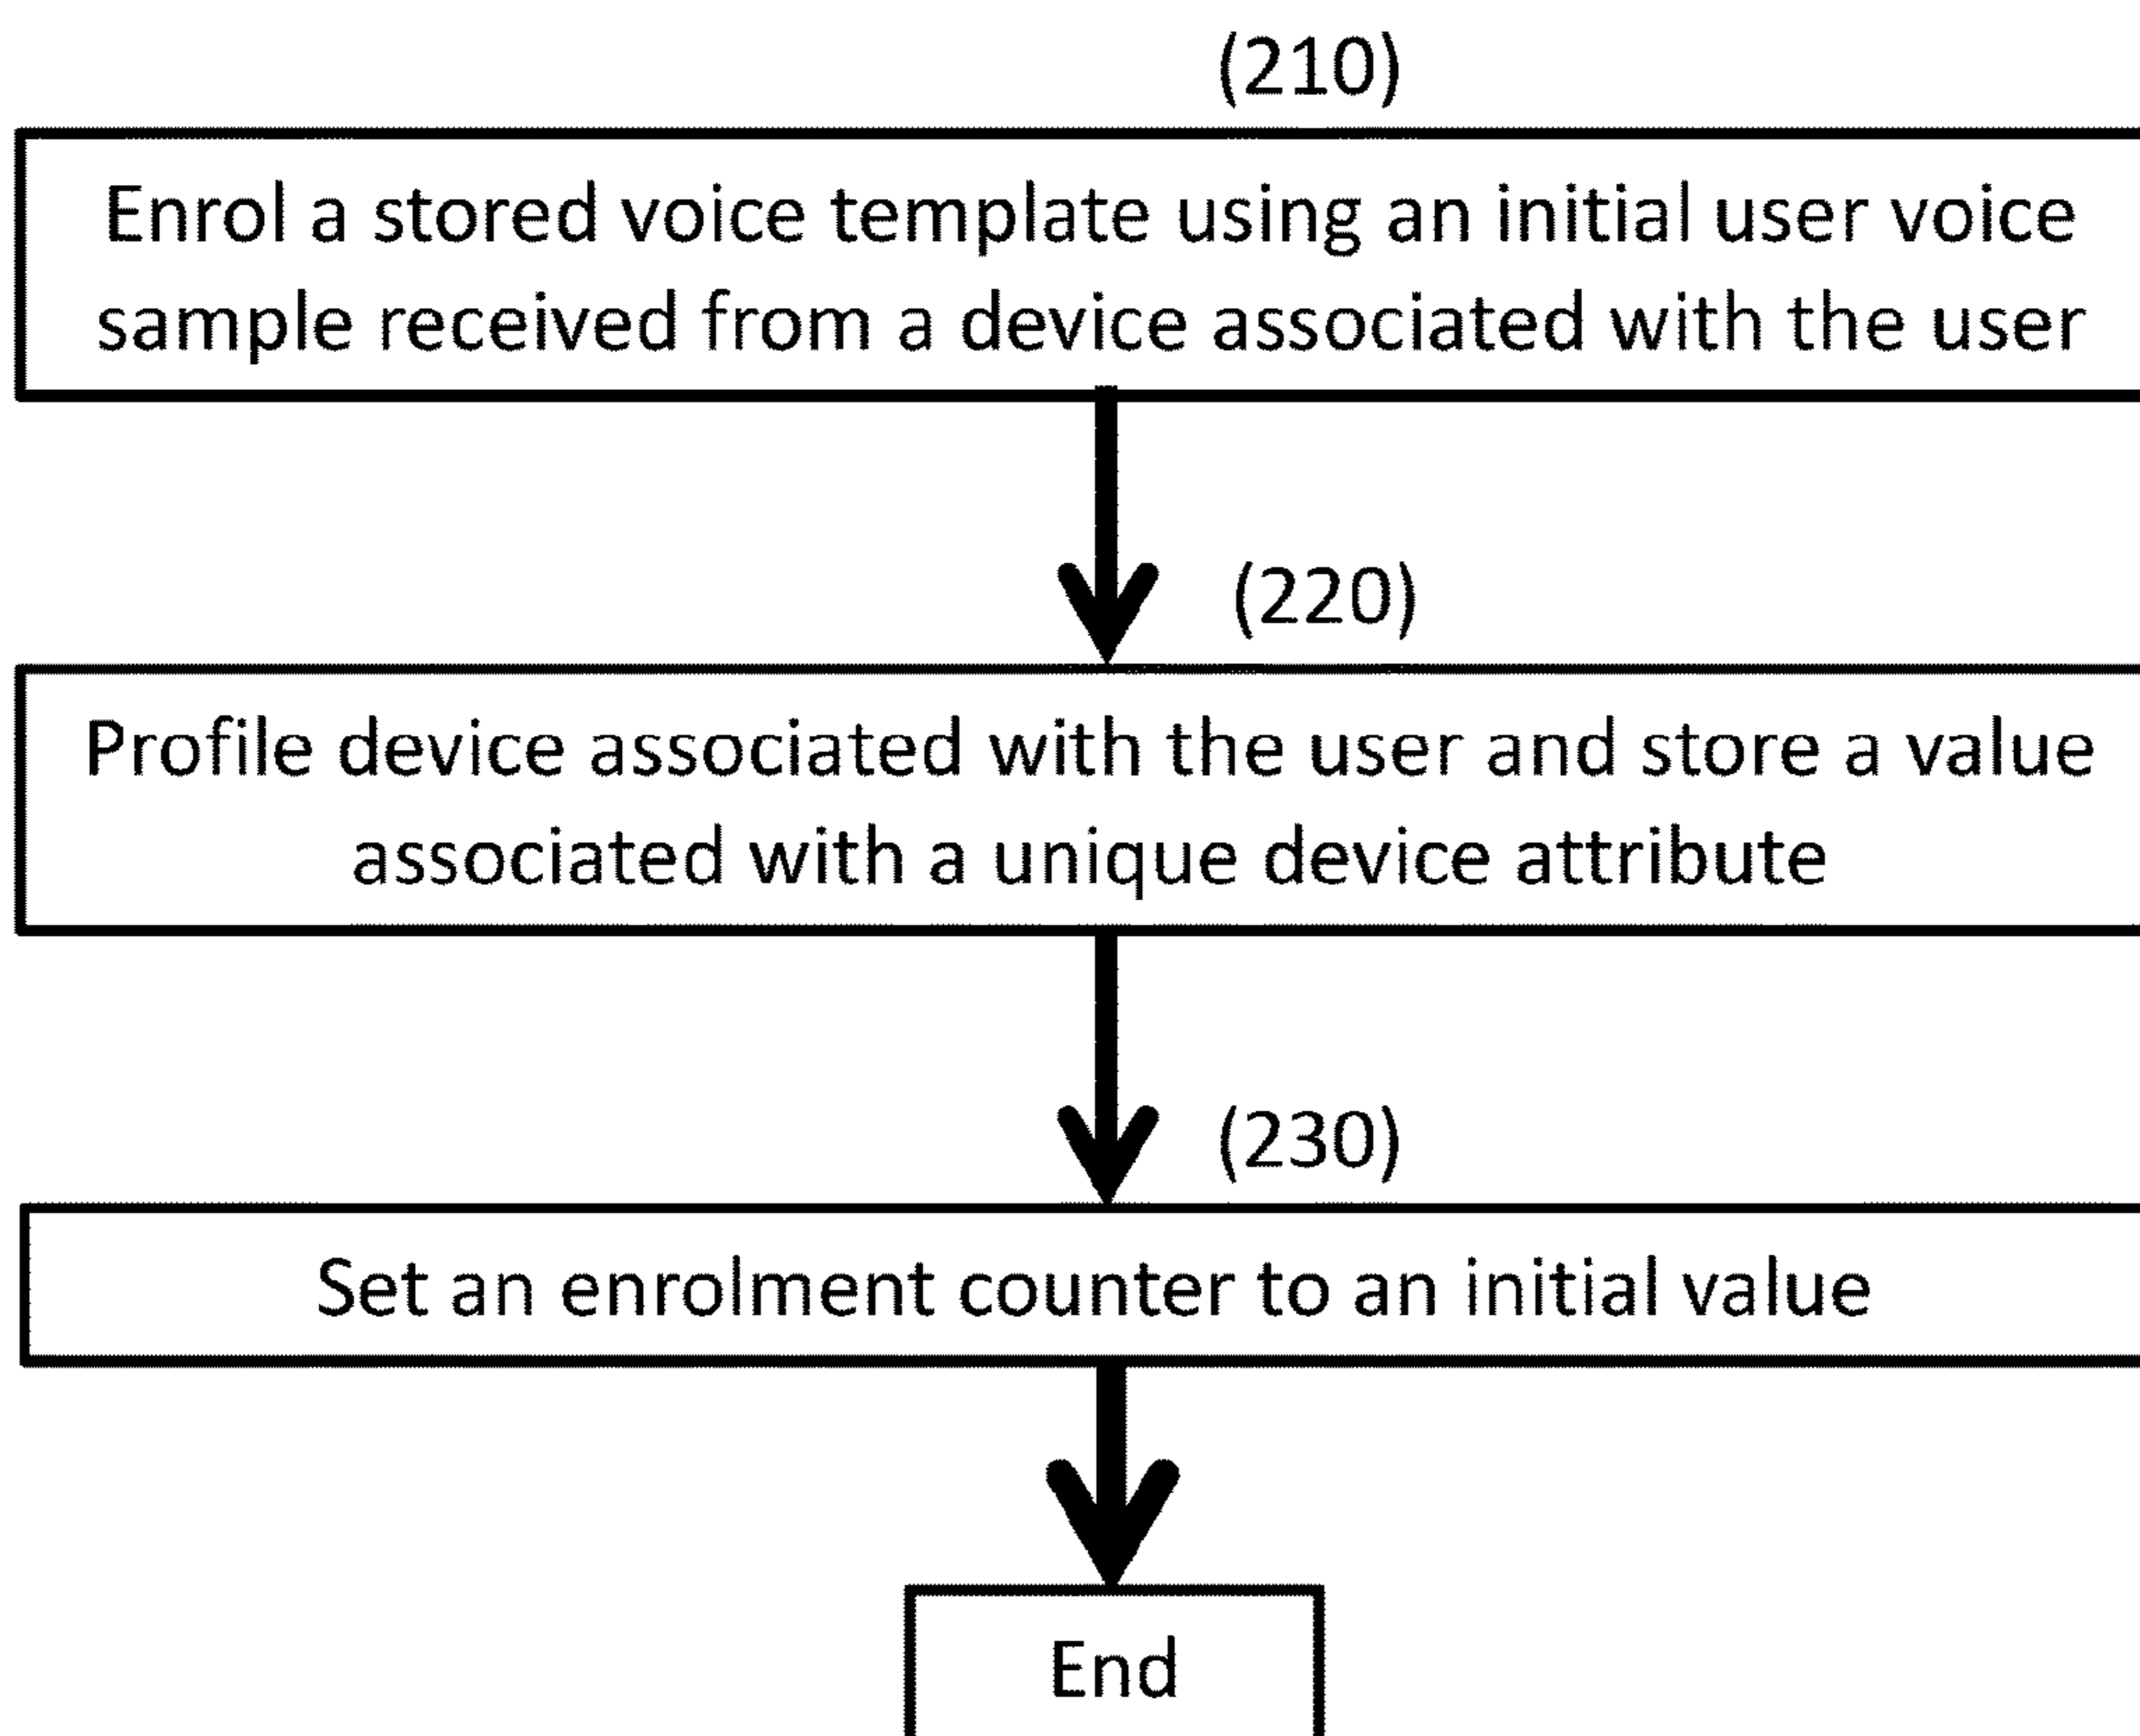 (210)
Enrol a stored voice template using an initial user voice
sample received from a device associated with the user
(220)
Profile device associated with the user and store a value
associated with a unique device attribute
(230)
Set an enrolment counter to an initial value
End